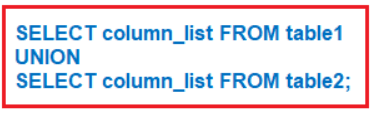 SELECT column_list FROM table1
UNION
SELECT column_list FROM table2;